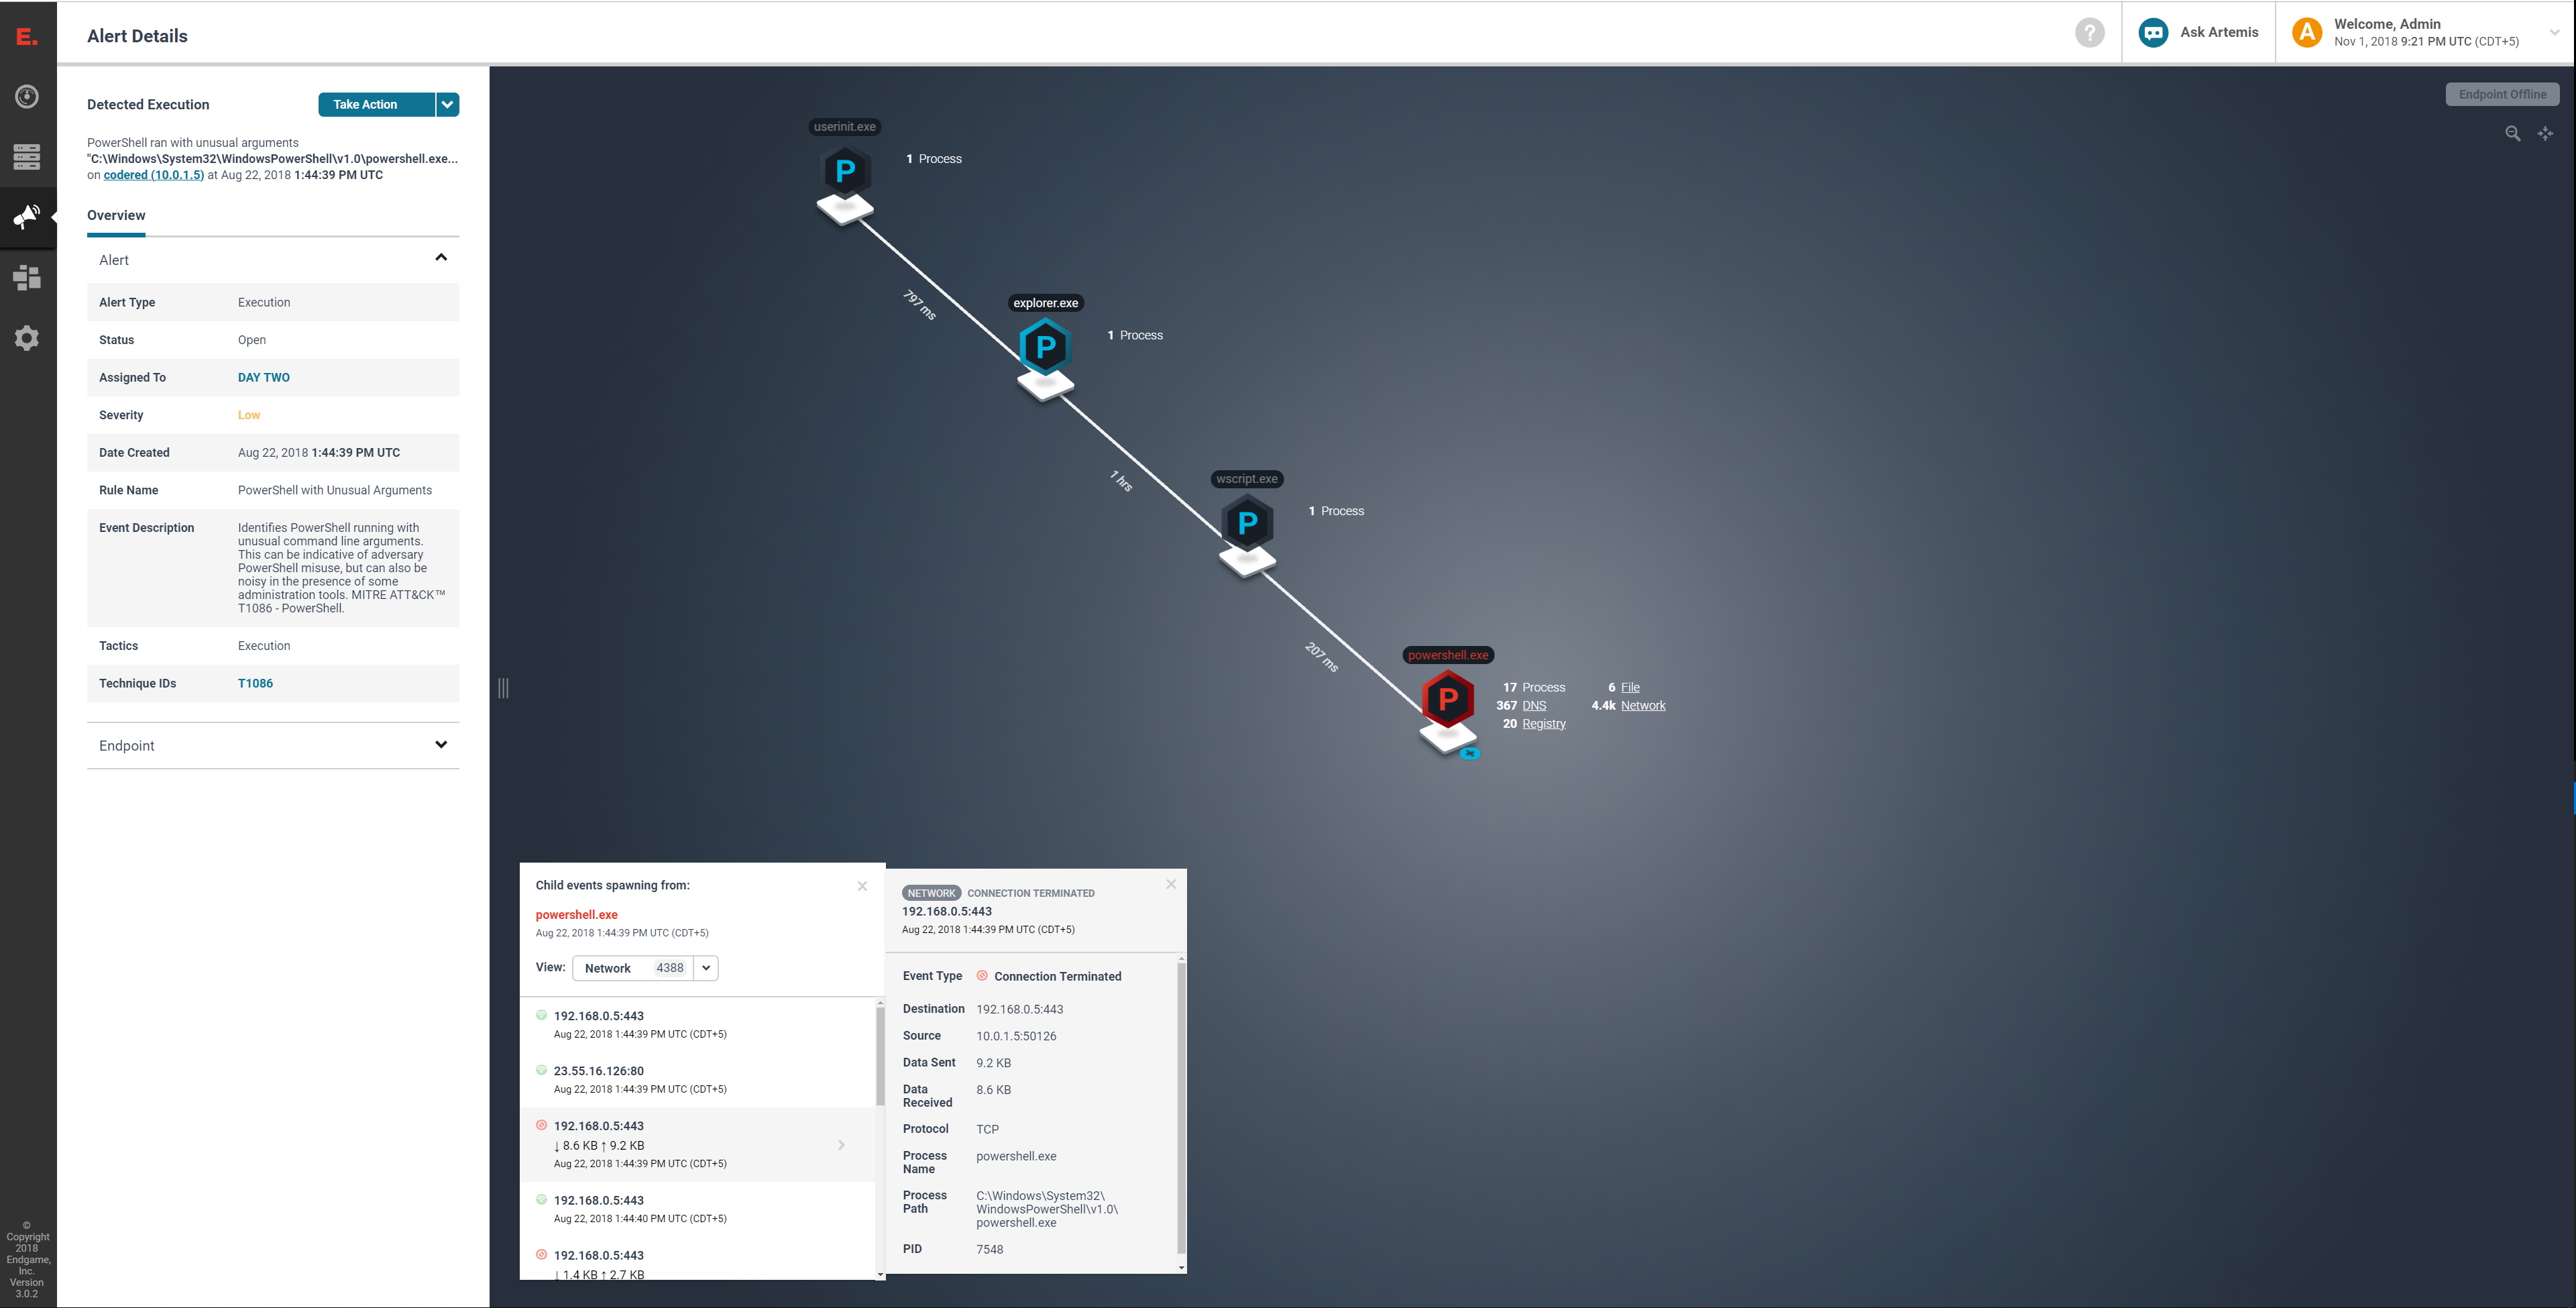 E.
Alert Details
?
Ask Artemis
A
Welcome, Admin
Nov 1, 2018 9:21 PM UTC (CDT+5)
Detected Execution
Take Action
PowerShell ran with unusual arguments
"C:\Windows\System32\WindowsPowerShell\v1.0\powershell.exe...
on codered (10.0.1.5) at Aug 22, 2018 1:44:39 PM UTC
Overview
Alert
Alert Type Execution
Status Open
Assigned To DAY TWO
Severity Low
Date Created Aug 22, 2018 1:44:39 PM UTC
Rule Name PowerShell with Unusual Arguments
Event Description Identifies PowerShell running with
unusual command line arguments.
This can be indicative of adversary
PowerShell misuse, but can also be
noisy in the presence of some
administration tools. MITRE ATT&CK™
T1086 - PowerShell.
Tactics Execution
Technique IDs T1086
Endpoint
©
Copyright
2018
Endgame,
Inc.
Version
3.0.2
Endpoint Offline
userinit.exe
P
1 Process
797 ms
explorer.exe
P
1 Process
1 hrs
wscript.exe
P
1 Process
207 ms
powershell.exe
P
17 Process 6 File
367 DNS 4.4k Network
20 Registry
Child events spawning from:
powershell.exe
Aug 22, 2018 1:44:39 PM UTC (CDT+5)
View: Network 4388
192.168.0.5:443
Aug 22, 2018 1:44:39 PM UTC (CDT+5)
23.55.16.126:80
Aug 22, 2018 1:44:39 PM UTC (CDT+5)
192.168.0.5:443
↓ 8.6 KB ↑ 9.2 KB
Aug 22, 2018 1:44:39 PM UTC (CDT+5)
192.168.0.5:443
Aug 22, 2018 1:44:40 PM UTC (CDT+5)
192.168.0.5:443
↓ 1.4 KB ↑ 2.7 KB
NETWORK CONNECTION TERMINATED
192.168.0.5:443
Aug 22, 2018 1:44:39 PM UTC (CDT+5)
Event Type Connection Terminated
Destination 192.168.0.5:443
Source 10.0.1.5:50126
Data Sent 9.2 KB
Data 8.6 KB
Received
Protocol TCP
Process powershell.exe
Name
Process C:\Windows\System32\
Path WindowsPowerShell\v1.0\
powershell.exe
PID 7548